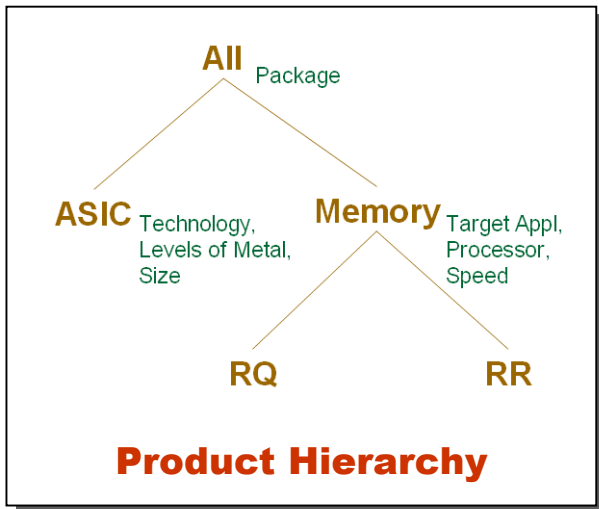 All
Package
ASIC
Technology,
Levels of Metal,
Size
Memory
Target Appl,
Processor,
Speed
RQ
RR
Product Hierarchy